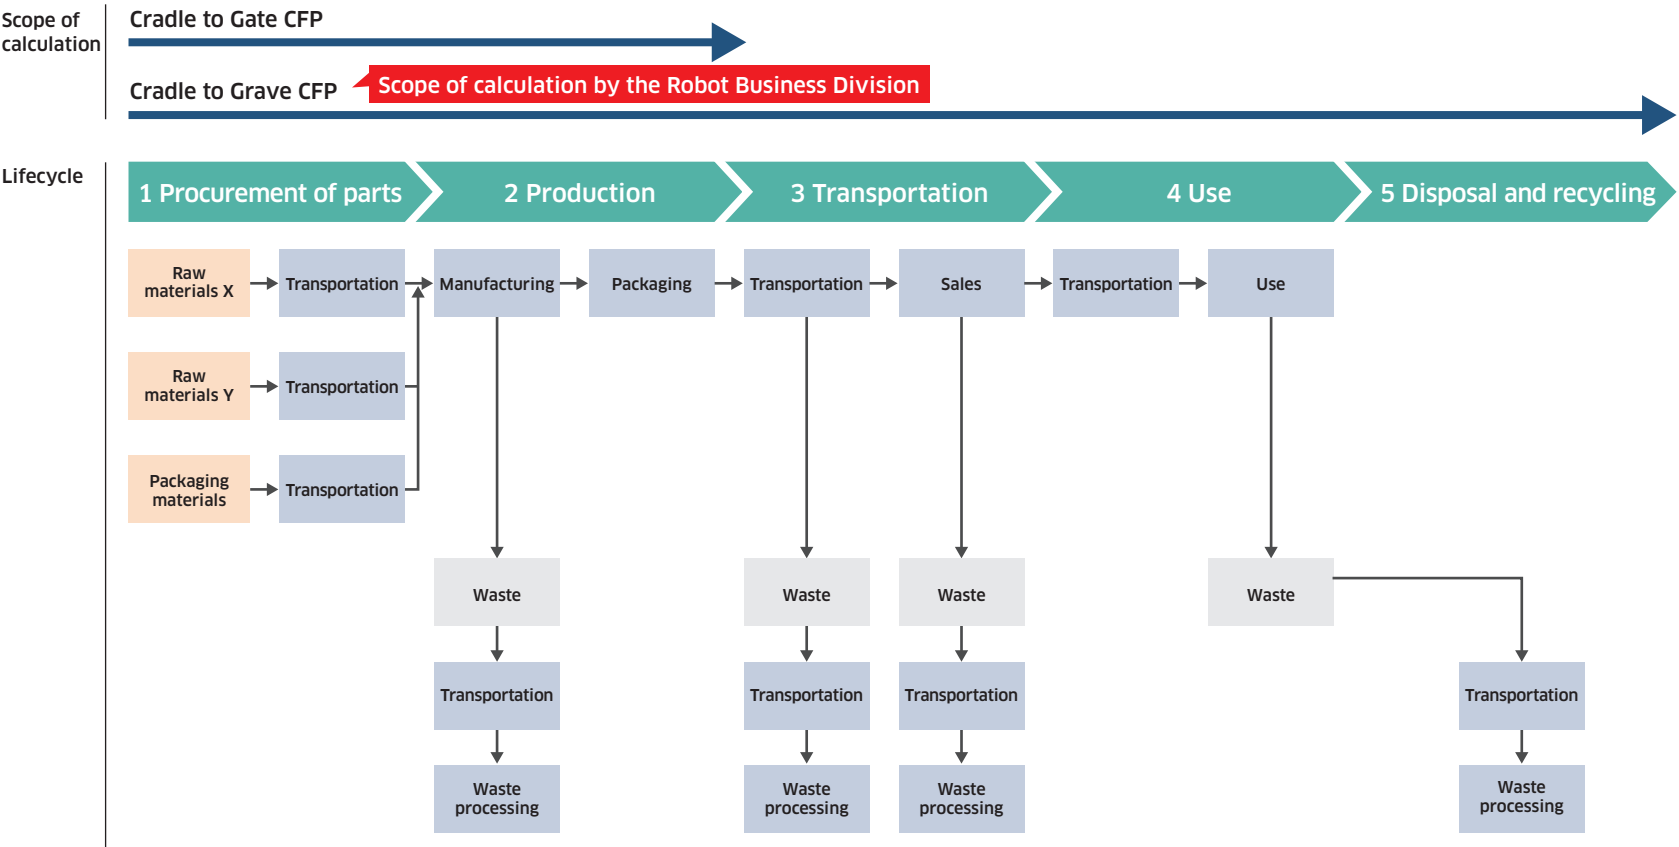 Scope of
calculation
Cradle to Gate CFP
Cradle to Grave CFP
Scope of calculation by the Robot Business Division
Lifecycle
1 Procurement of parts
2 Production
3 Transportation
4 Use
5 Disposal and recycling
Raw
materials X
Transportation
Manufacturing
Packaging
Transportation
Sales
Transportation
Use
Raw
materials Y
Transportation
Packaging
materials
Transportation
Waste
Waste
Waste
Waste
Transportation
Transportation
Transportation
Transportation
Waste
processing
Waste
processing
Waste
processing
Waste
processing